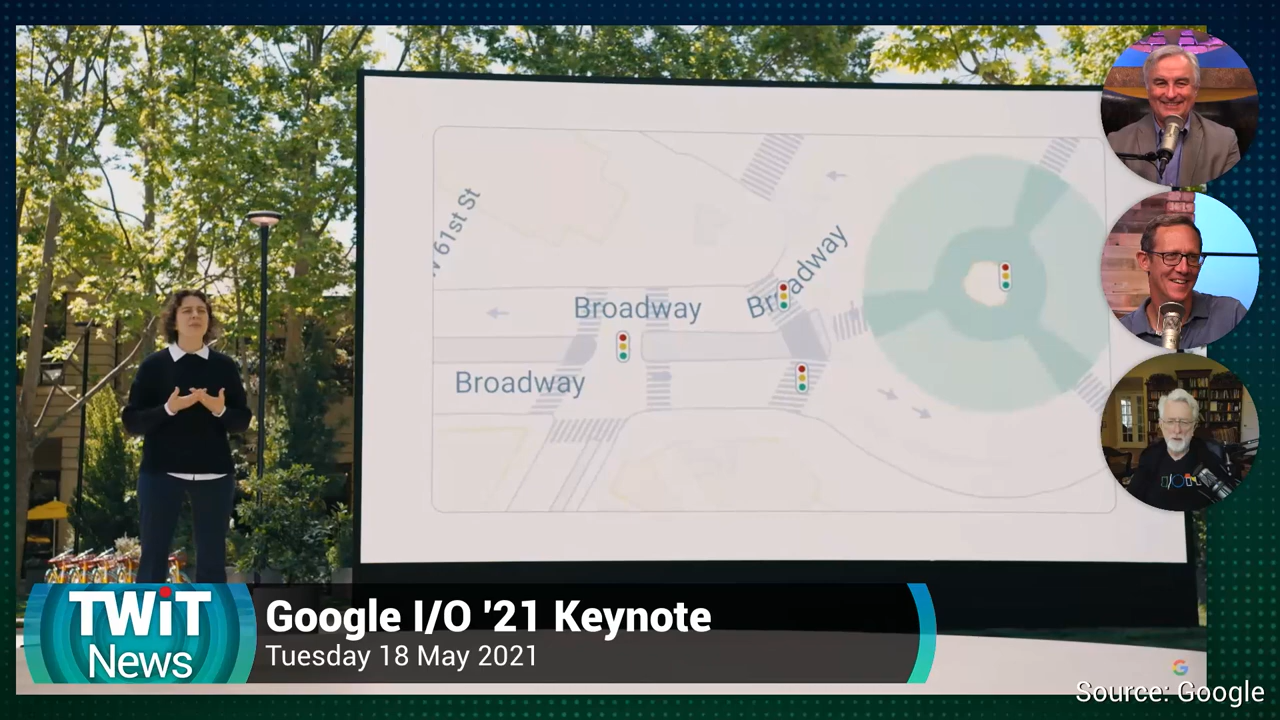 61st St
Broadway
Broadway
Broadway
I/O
TWiT
News
Google I/O '21 Keynote
Tuesday 18 May 2021
Source: Google